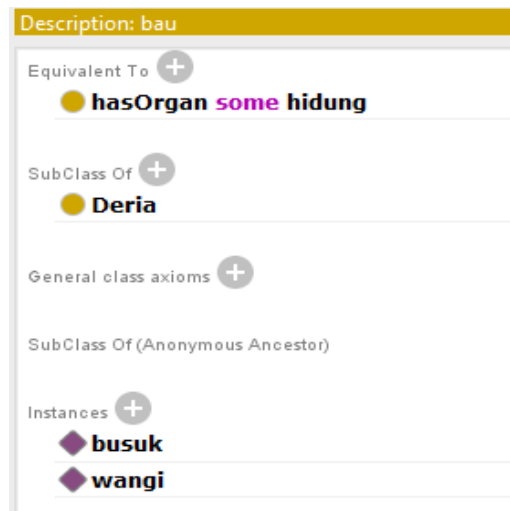 Description: bau
Equivalent To
hasOrgan some hidung
SubClass Of
Deria
General class axioms
SubClass Of (Anonymous Ancestor)
Instances
busuk
wangi